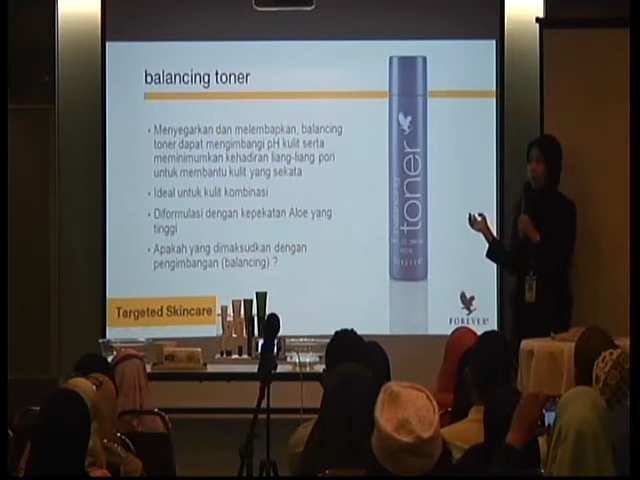 balancing toner
• Menyegarkan dan melembapkan, balancing
toner dapat mengimbangi pH kulit serta
meminimumkan kehadiran liang-liang pori
untuk membantu kulit yang sekata
• Ideal untuk kulit kombinasi
• Diformulasi dengan kepekatan Aloe yang
tinggi
• Apakah yang dimaksudkan dengan
pengimbangan (balancing) ?
balancing
toner
FOREVER
Targeted Skincare
FOREVER